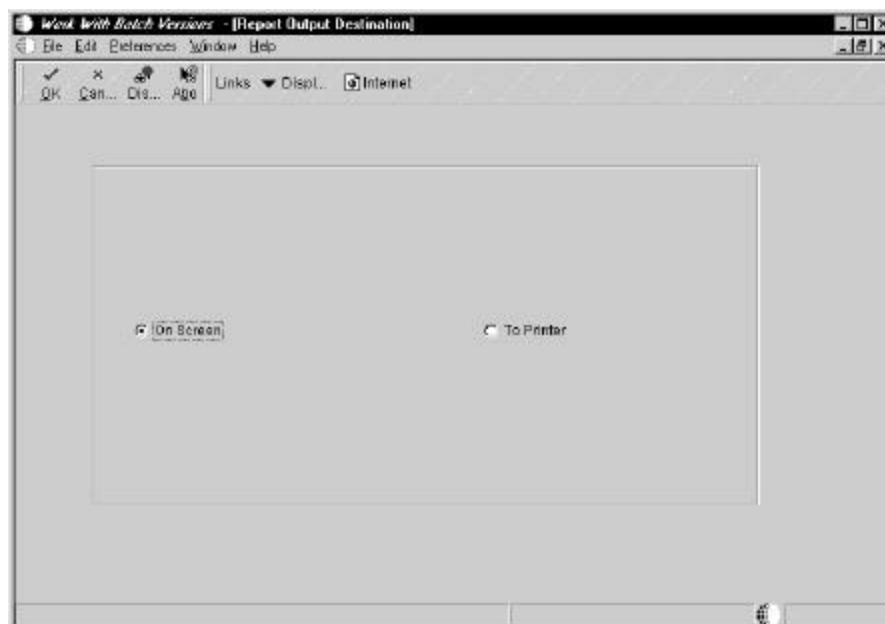 Work With Batch Versions - [Report Output Destination]
File Edit Preferences Window Help
OK Can... Dis... Abo Links Displ... Internet
On Screen
To Printer